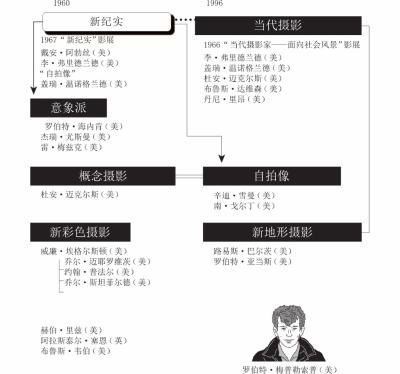 1960
1996
新纪实
当代摄影
1967“新纪实”影展
戴安·阿勃丝（美）
李·弗里德兰德（美）
“自拍像”
盖瑞·温诺格兰德（美）
1966“当代摄影家——面向社会风景”影展
李·弗里德兰德（美）
盖瑞·温诺格兰德（美）
杜安·迈克尔斯（美）
布鲁斯·达维森（美）
丹尼·里昂（美）
意象派
罗伯特·海内肯（美）
杰瑞·尤斯曼（美）
雷·梅兹克（美）
概念摄影
自拍像
杜安·迈克尔斯（美）
辛迪·雪曼（美）
南·戈尔丁（美）
新彩色摄影
新地形摄影
威廉·埃格尔斯顿（美）
乔尔·迈耶罗维茨（美）
约翰·普法尔（美）
乔尔·斯坦菲尔德（美）
路易斯·巴尔茨（美）
罗伯特·亚当斯（美）
赫伯·里兹（美）
阿拉斯泰尔·塞恩（英）
布鲁斯·韦伯（美）
罗伯特·梅普勒索普（美）